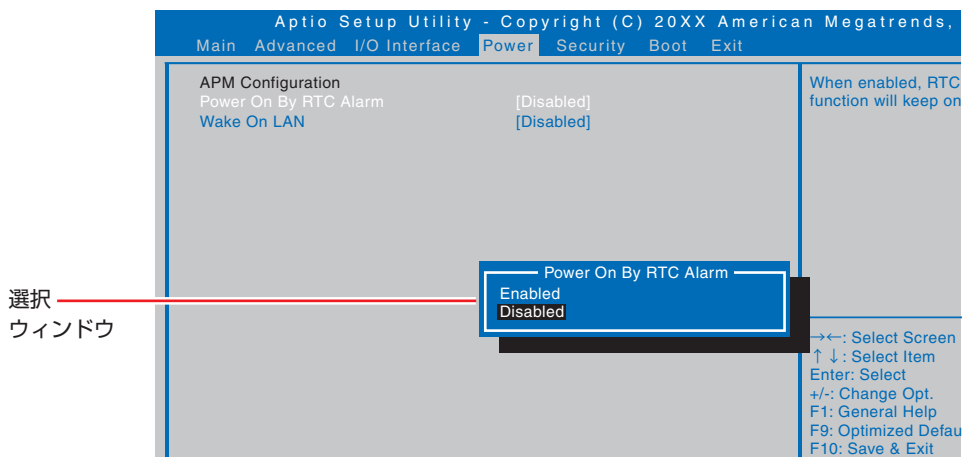 Aptio Setup Utility - Copyright (C) 20XX American Megatrends,
Main Advanced I/O Interface Power Security Boot Exit
APM Configuration
Power On By RTC Alarm [Disabled]
Wake On LAN [Disabled]
When enabled, RTC
function will keep on
Power On By RTC Alarm
Enabled
Disabled
選択
ウィンドウ
→←: Select Screen
↑↓: Select Item
Enter: Select
+/-: Change Opt.
F1: General Help
F9: Optimized Defau
F10: Save & Exit